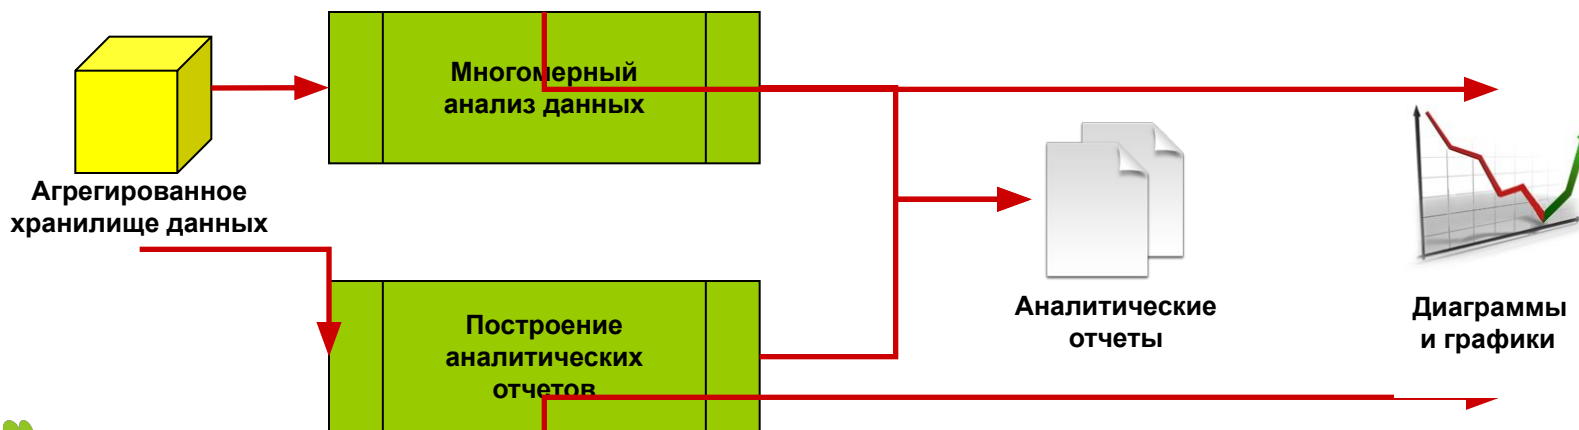 Многомерный
анализ данных
Агрегированное
хранилище данных
Построение
аналитических
отчетов
Аналитические
отчеты
Диаграммы
и графики